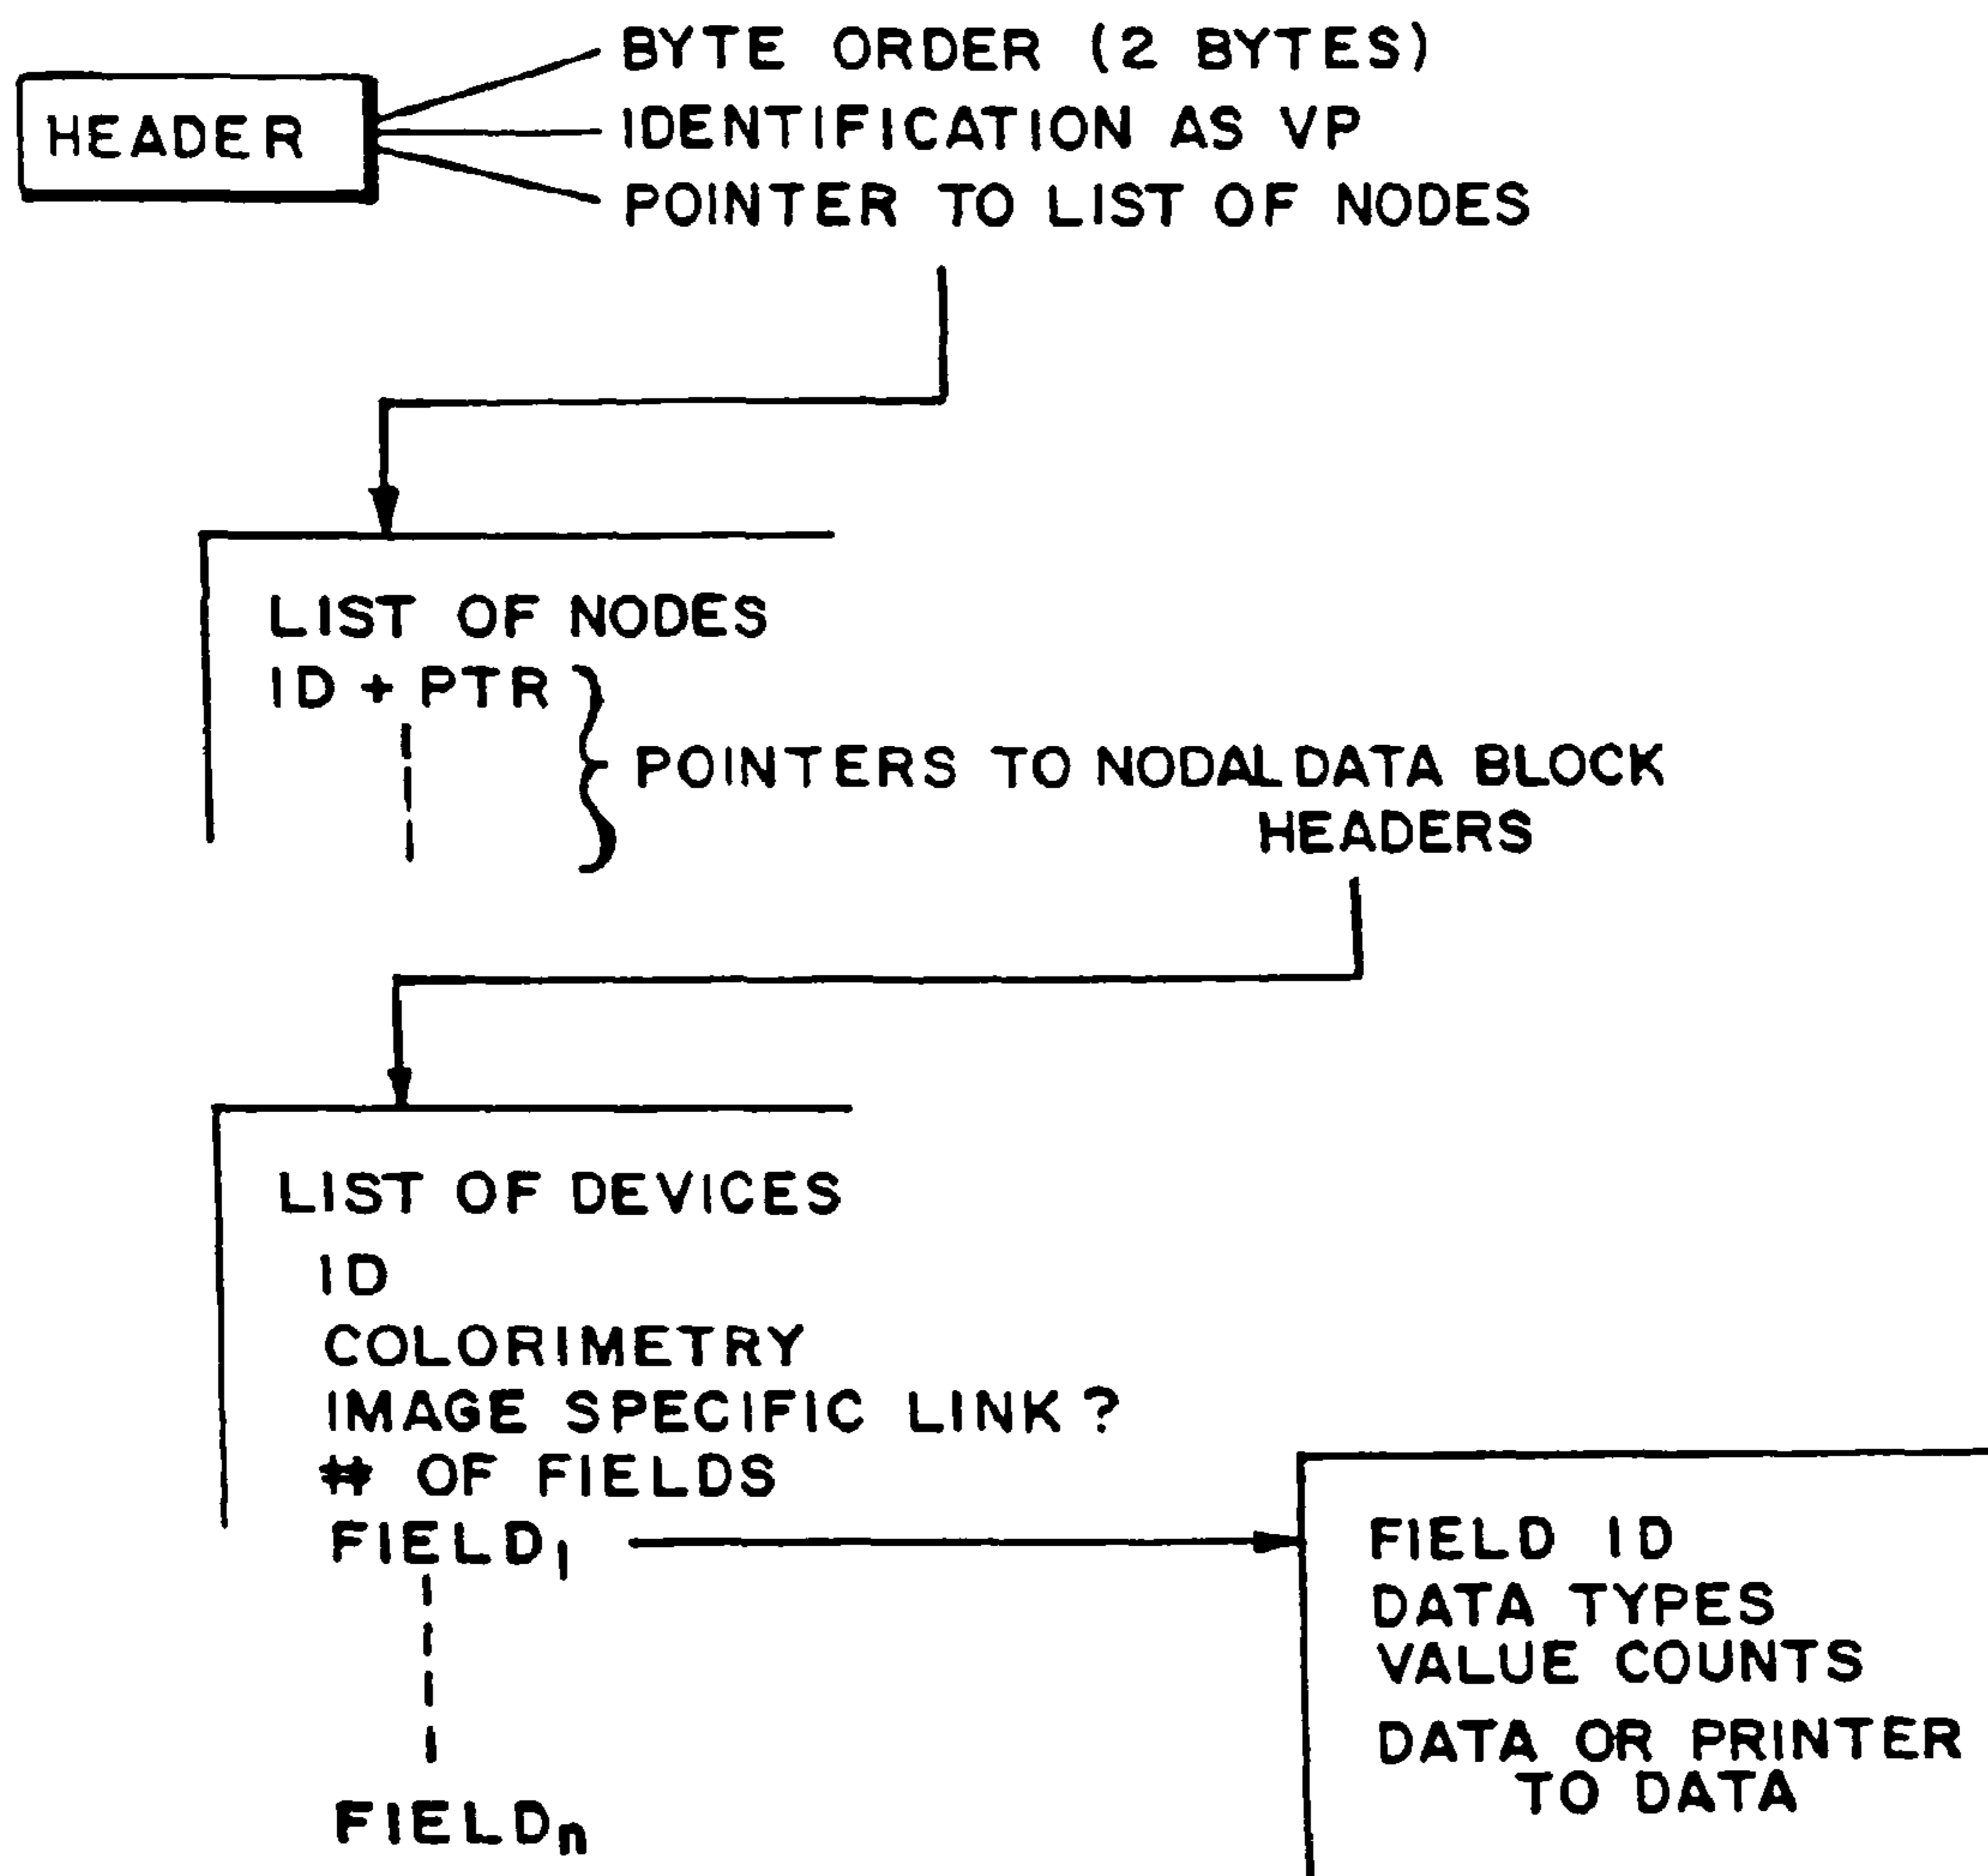 HEADER
BYTE ORDER (2 BYTES)
IDENTIFICATION AS VP
POINTER TO LIST OF NODES
LIST OF NODES
ID + PTR
POINTERS TO NODAL DATA BLOCK
HEADERS
LIST OF DEVICES
ID
COLORIMETRY
IMAGE SPECIFIC LINK?
# OF FIELDS
FIELD1
FIELDn
FIELD ID
DATA TYPES
VALUE COUNTS
DATA OR PRINTER
TO DATA